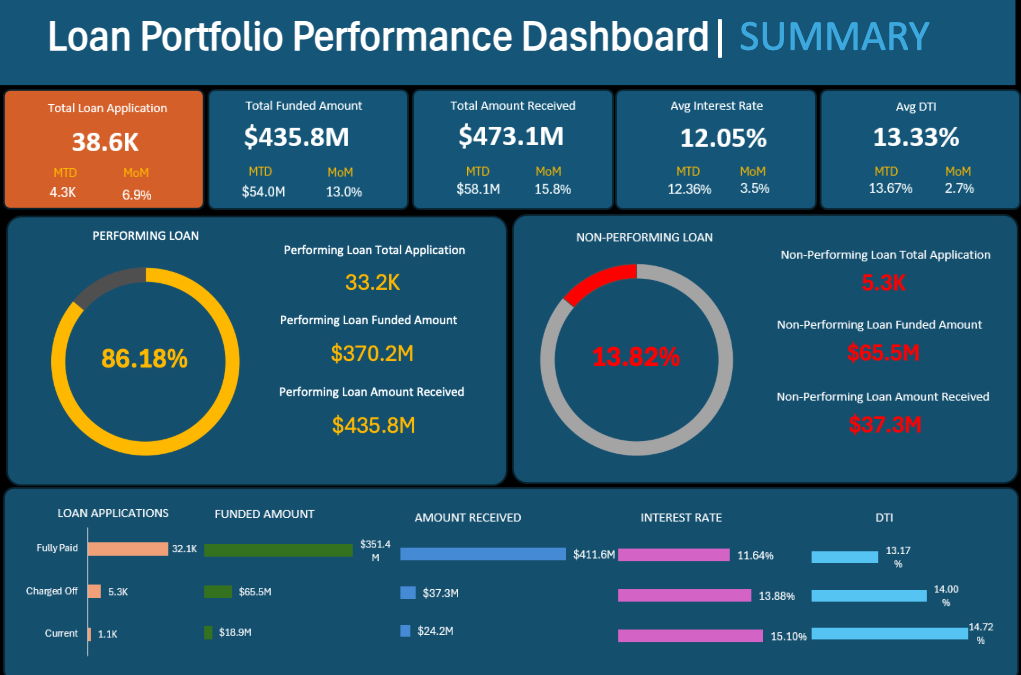 Loan Portfolio Performance Dashboard| SUMMARY
Total Loan Application
38.6K
MTD MoM
4.3K 6.9%
Total Funded Amount
$435.8M
MTD MoM
$54.0M 13.0%
Total Amount Received
$473.1M
MTD MoM
$58.1M 15.8%
Avg Interest Rate
12.05%
MTD MoM
12.36% 3.5%
Avg DTI
13.33%
MTD MoM
13.67% 2.7%
PERFORMING LOAN
86.18%
Performing Loan Total Application
33.2K
Performing Loan Funded Amount
$370.2M
Performing Loan Amount Received
$435.8M
NON-PERFORMING LOAN
13.82%
Non-Performing Loan Total Application
5.3K
Non-Performing Loan Funded Amount
$65.5M
Non-Performing Loan Amount Received
$37.3M
LOAN APPLICATIONS
Fully Paid 32.1K
Charged Off 5.3K
Current 1.1K
FUNDED AMOUNT
$351.4
M
$65.5M
$18.9M
AMOUNT RECEIVED
$411.6M
$37.3M
$24.2M
INTEREST RATE
11.64%
13.88%
15.10%
DTI
13.17
%
14.00
%
14.72
%